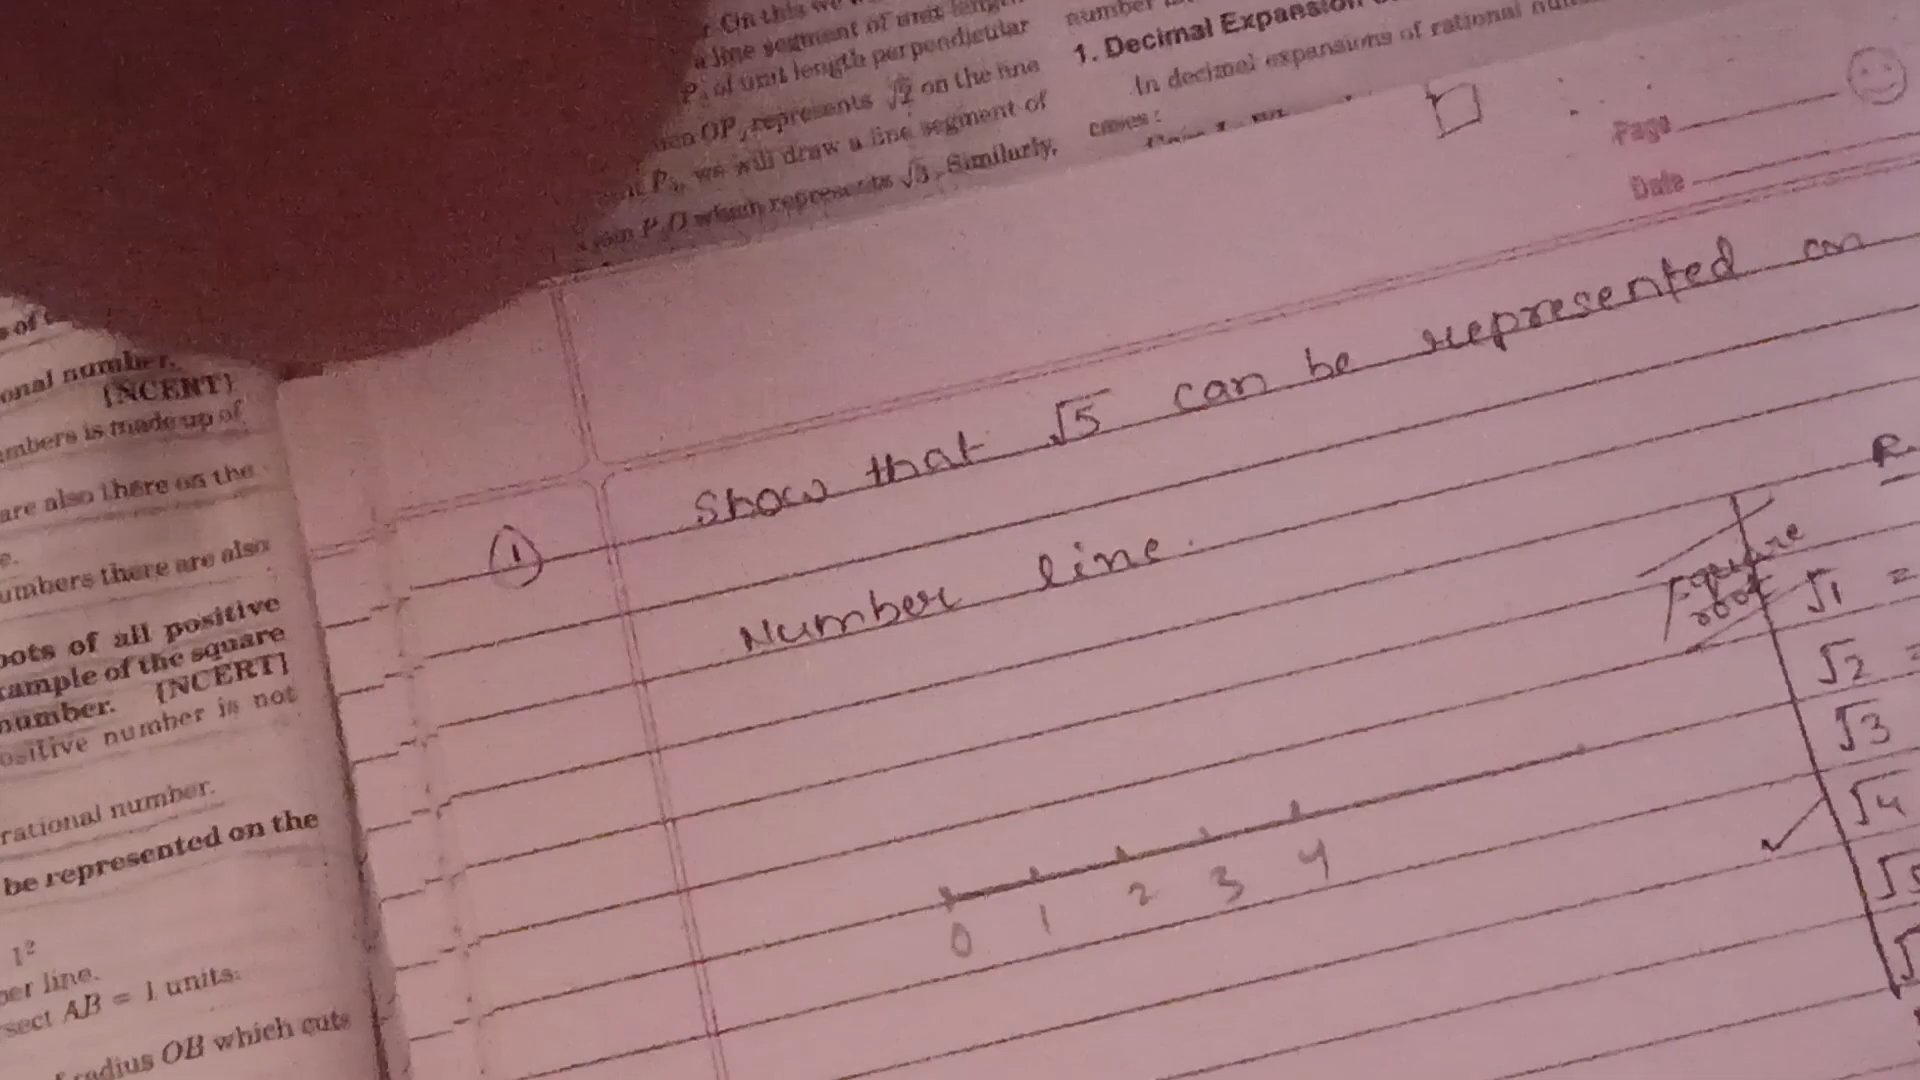 On this
a line segment of unit length
P₂ of unit length perpendicular
OP₂ represents √2 on the line
P₂, we will draw a line segment of
P₃O which represents √3. Similarly,
number
1. Decimal Expansion
In decimal expansions of rational
cases:
Page
Date
onal number.
[NCERT]
mbers is made up of
are also there on the
e.
umbers there are also
oots of all positive
xample of the square
number. [NCERT]
ositive number is not
rational number.
be represented on the
1²
ber line.
sect AB = 1 units.
radius OB which cuts
① Show that √5 can be represented on
Number line.
0 1 2 3 4
square
root
√1 =
√2 =
√3
√4
√5